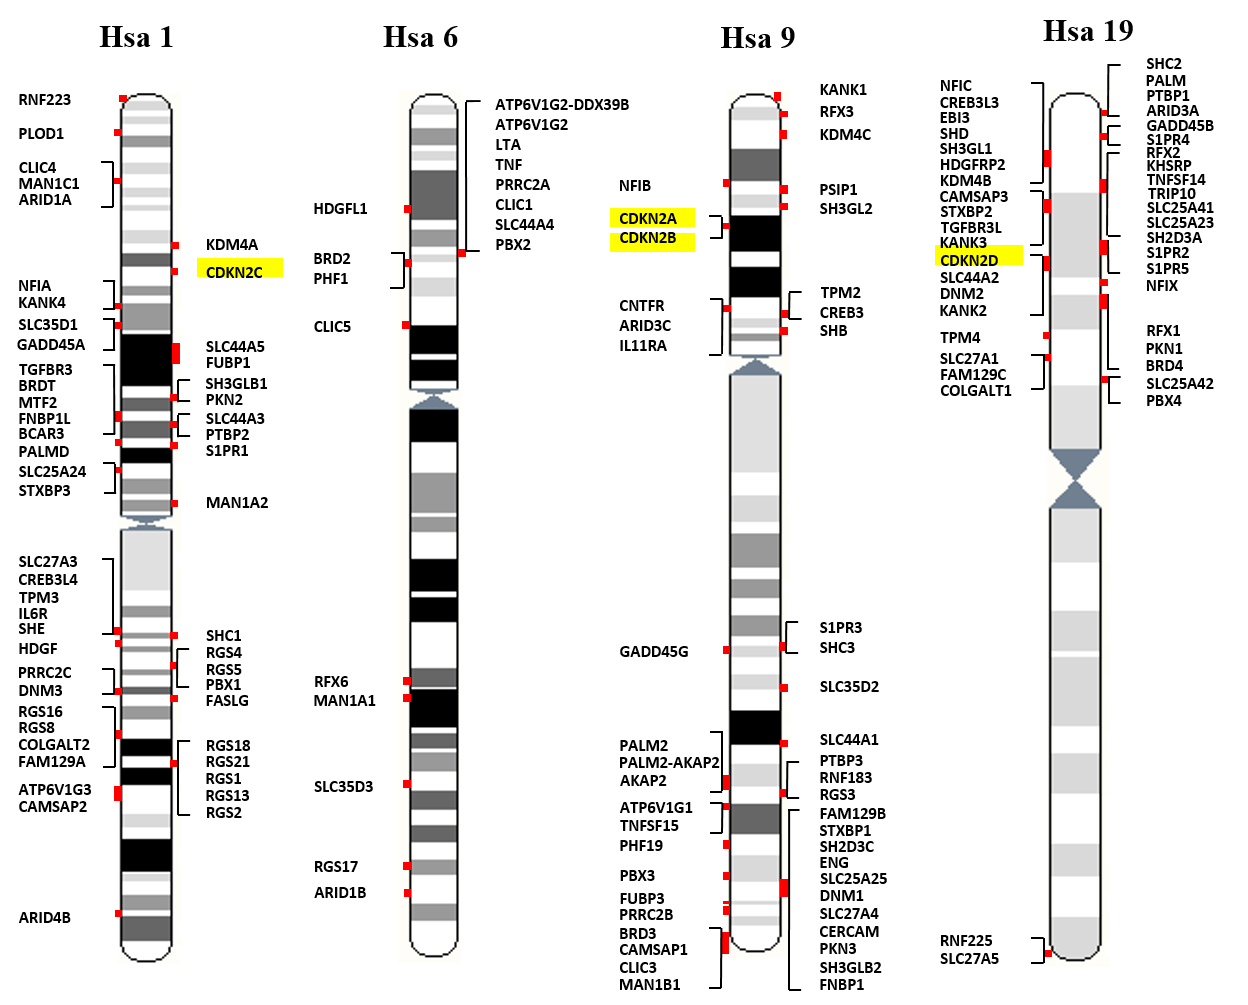 Hsa 1
RNF223
PLOD1
CLIC4
MAN1C1
ARID1A
KDM4A
CDKN2C
NFIA
KANK4
SLC35D1
GADD45A
SLC44A5
FUBP1
TGFBR3
BRDT
MTF2
FNBP1L
BCAR3
PALMD
SH3GLB1
PKN2
SLC44A3
PTBP2
S1PR1
SLC25A24
STXBP3
MAN1A2
SLC27A3
CREB3L4
TPM3
IL6R
SHE
HDGF
SHC1
RGS4
RGS5
PBX1
FASLG
PRRC2C
DNM3
RGS16
RGS8
COLGALT2
FAM129A
RGS18
RGS21
RGS1
RGS13
RGS2
ATP6V1G3
CAMSAP2
ARID4B
Hsa 6
ATP6V1G2-DDX39B
ATP6V1G2
LTA
TNF
PRRC2A
CLIC1
SLC44A4
PBX2
HDGFL1
BRD2
PHF1
CLIC5
RFX6
MAN1A1
SLC35D3
RGS17
ARID1B
Hsa 9
KANK1
RFX3
KDM4C
NFIB
PSIP1
SH3GL2
CDKN2A
CDKN2B
CNTFR
ARID3C
IL11RA
TPM2
CREB3
SHB
S1PR3
SHC3
GADD45G
SLC35D2
SLC44A1
PALM2
PALM2-AKAP2
AKAP2
PTBP3
RNF183
RGS3
ATP6V1G1
TNFSF15
PHF19
PBX3
FUBP3
PRRC2B
BRD3
CAMSAP1
CLIC3
MAN1B1
FAM129B
STXBP1
SH2D3C
ENG
SLC25A25
DNM1
SLC27A4
CERCAM
PKN3
SH3GLB2
FNBP1
Hsa 19
NFIC
CREB3L3
EBI3
SHD
SH3GL1
HDGFRP2
KDM4B
CAMSAP3
STXBP2
TGFBR3L
KANK3
CDKN2D
SLC44A2
DNM2
KANK2
TPM4
SLC27A1
FAM129C
COLGALT1
SHC2
PALM
PTBP1
ARID3A
GADD45B
S1PR4
RFX2
KHSRP
TNFSF14
TRIP10
SLC25A41
SLC25A23
SH2D3A
S1PR2
S1PR5
NFIX
RFX1
PKN1
BRD4
SLC25A42
PBX4
RNF225
SLC27A5